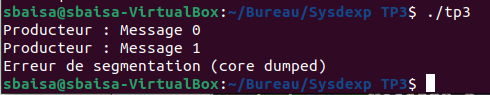 sbaisa@sbaisa-VirtualBox:~/Bureau/Sysdexp TP3$ ./tp3
Producteur : Message 0
Producteur : Message 1
Erreur de segmentation (core dumped)
sbaisa@sbaisa-VirtualBox:~/Bureau/Sysdexp TP3$